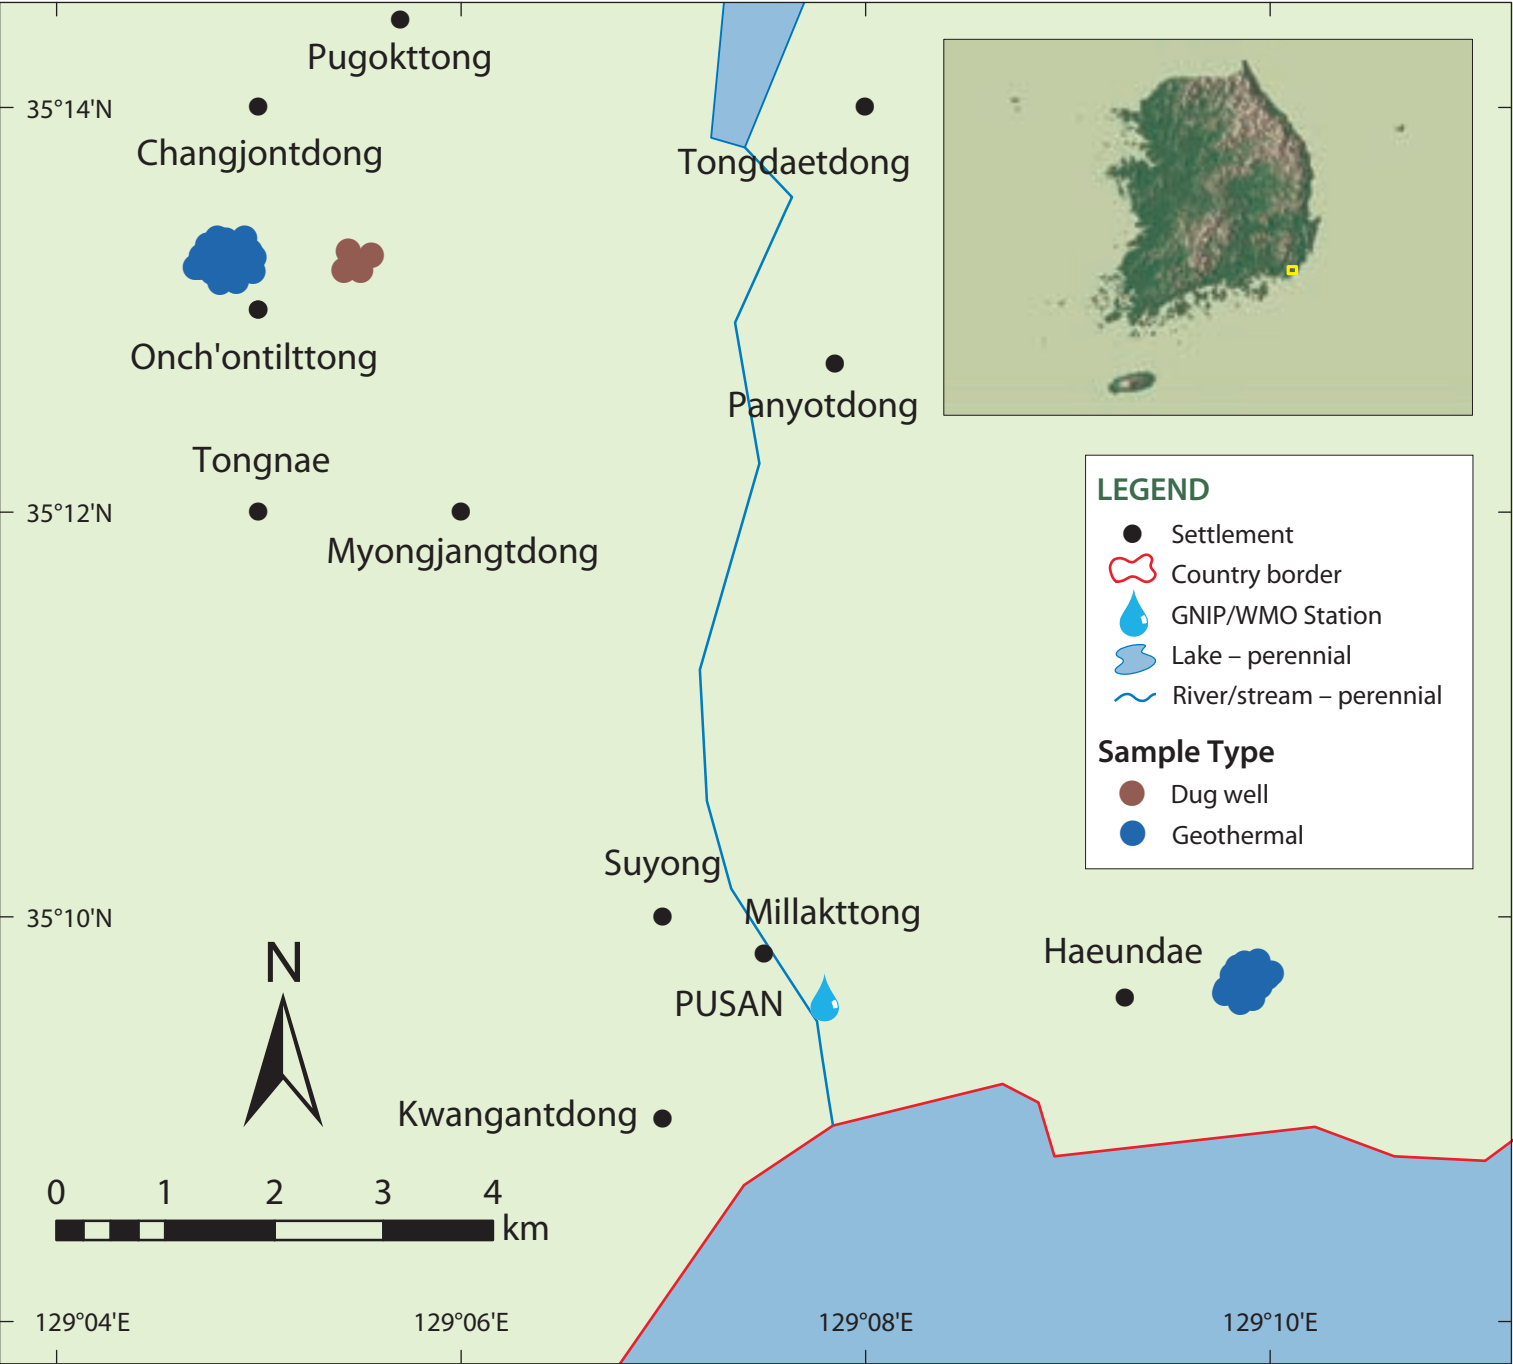 Pugokttong
35°14'N
Changjontdong
Tongdaetdong
Onch'ontilttong
Panyotdong
Tongnae
35°12'N
Myongjangtdong
LEGEND
Settlement
Country border
GNIP/WMO Station
Lake – perennial
River/stream – perennial
Sample Type
Dug well
Geothermal
Suyong
35°10'N
Millakttong
N
Haeundae
PUSAN
Kwangantdong
0 1 2 3 4
km
129°04'E 129°06'E 129°08'E 129°10'E